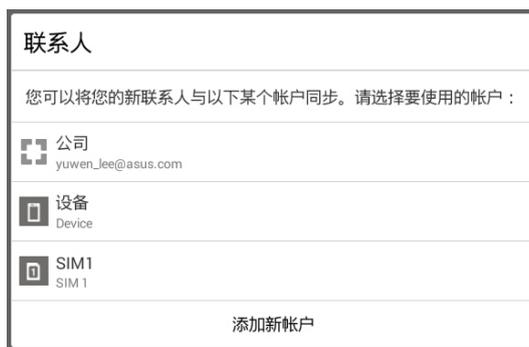 联系人
您可以将您的新联系人与以下某个帐户同步。请选择要使用的帐户：
公司
yuwen_lee@asus.com
设备
Device
SIM1
SIM 1
添加新帐户